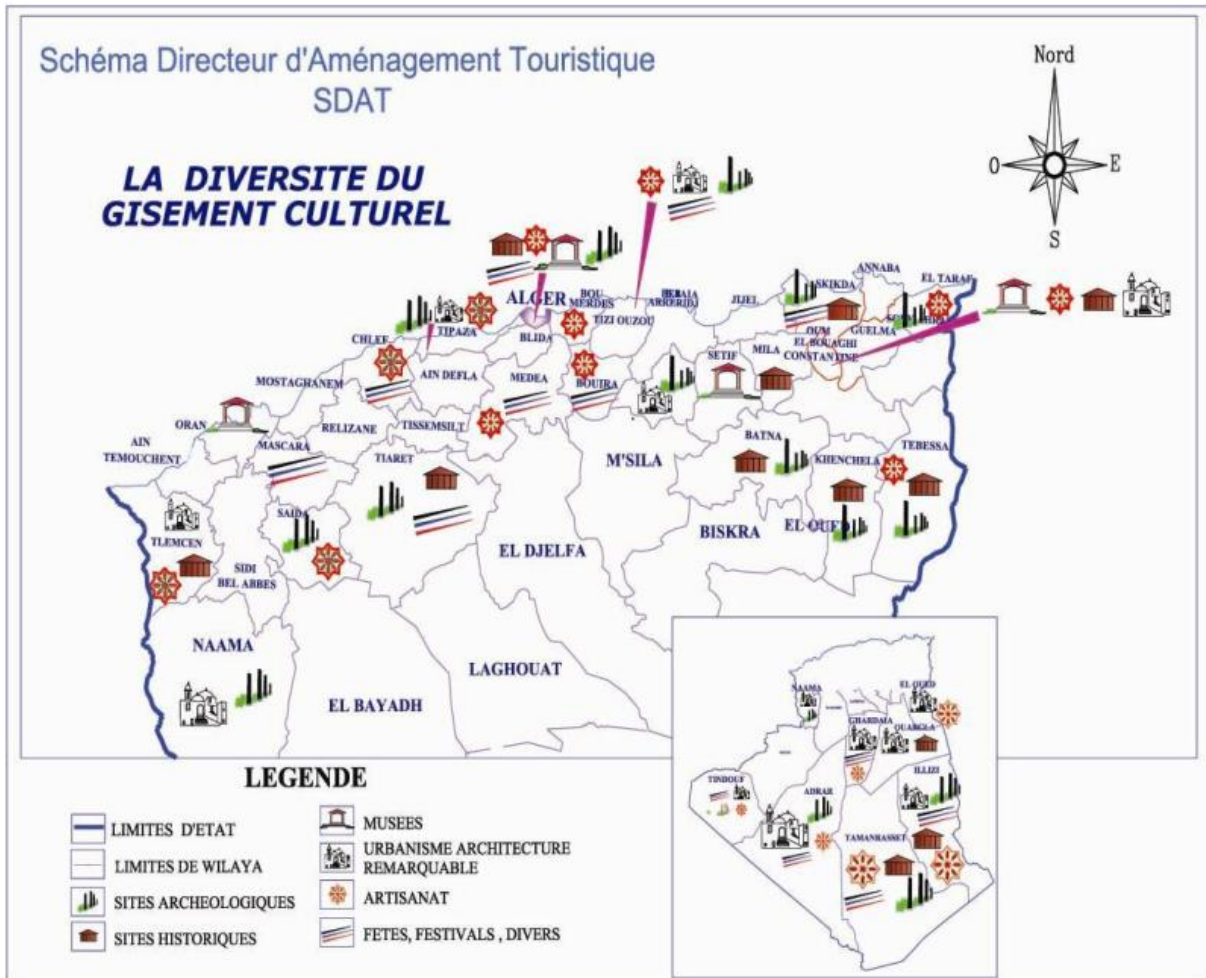 Schéma Directeur d'Aménagement Touristique
SDAT
LA DIVERSITE DU
GISEMENT CULTUREL
Nord
O
E
S
ALGER
BOU
MERDES
TIZI OUZOU
JIJEL
SKIKDA
ANNABA
EL TARAF
TIPAZA
BLIDA
CHLEF
AIN DEFLA
MEDEA
BOUIRA
SETIF
MILA
OUM
EL BOUAGHI
CONSTANTINE
GUELMA
MOSTAGHANEM
ORAN
RELIZANE
TISSEMSILT
AIN
TEMOUCHENT
MASCARA
TIARET
M'SILA
BATNA
KHENCHELA
TEBESSA
TLEMCEN
SAIDA
SIDI
BEL ABBES
EL DJELFA
BISKRA
EL OUED
NAAMA
LAGHOUAT
EL BAYADH
NAAMA
EL OUED
GHARDAIA
OUARGLA
ILLIZI
TINDOUF
ADRAR
TAMANRASSET
LEGENDE
LIMITES D'ETAT
LIMITES DE WILAYA
SITES ARCHEOLOGIQUES
SITES HISTORIQUES
MUSEES
URBANISME ARCHITECTURE
REMARQUABLE
ARTISANAT
FETES, FESTIVALS , DIVERS